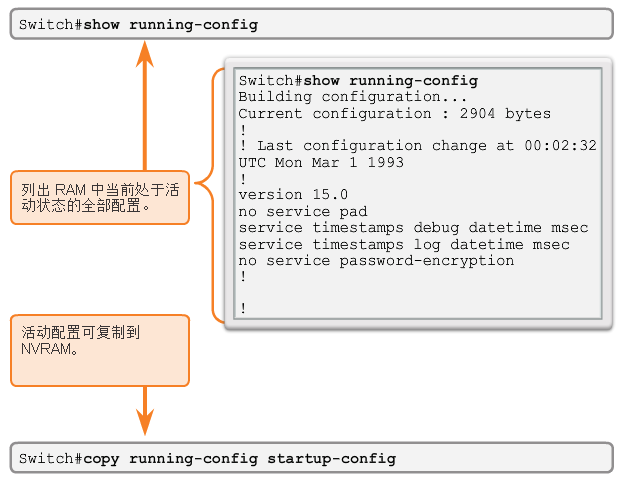 Switch#show running-config
Switch#show running-config
Building configuration...
Current configuration : 2904 bytes
!
! Last configuration change at 00:02:32
UTC Mon Mar 1 1993
!
version 15.0
no service pad
service timestamps debug datetime msec
service timestamps log datetime msec
no service password-encryption
!
!
列出 RAM 中当前处于活
动状态的全部配置。
活动配置可复制到
NVRAM。
Switch#copy running-config startup-config